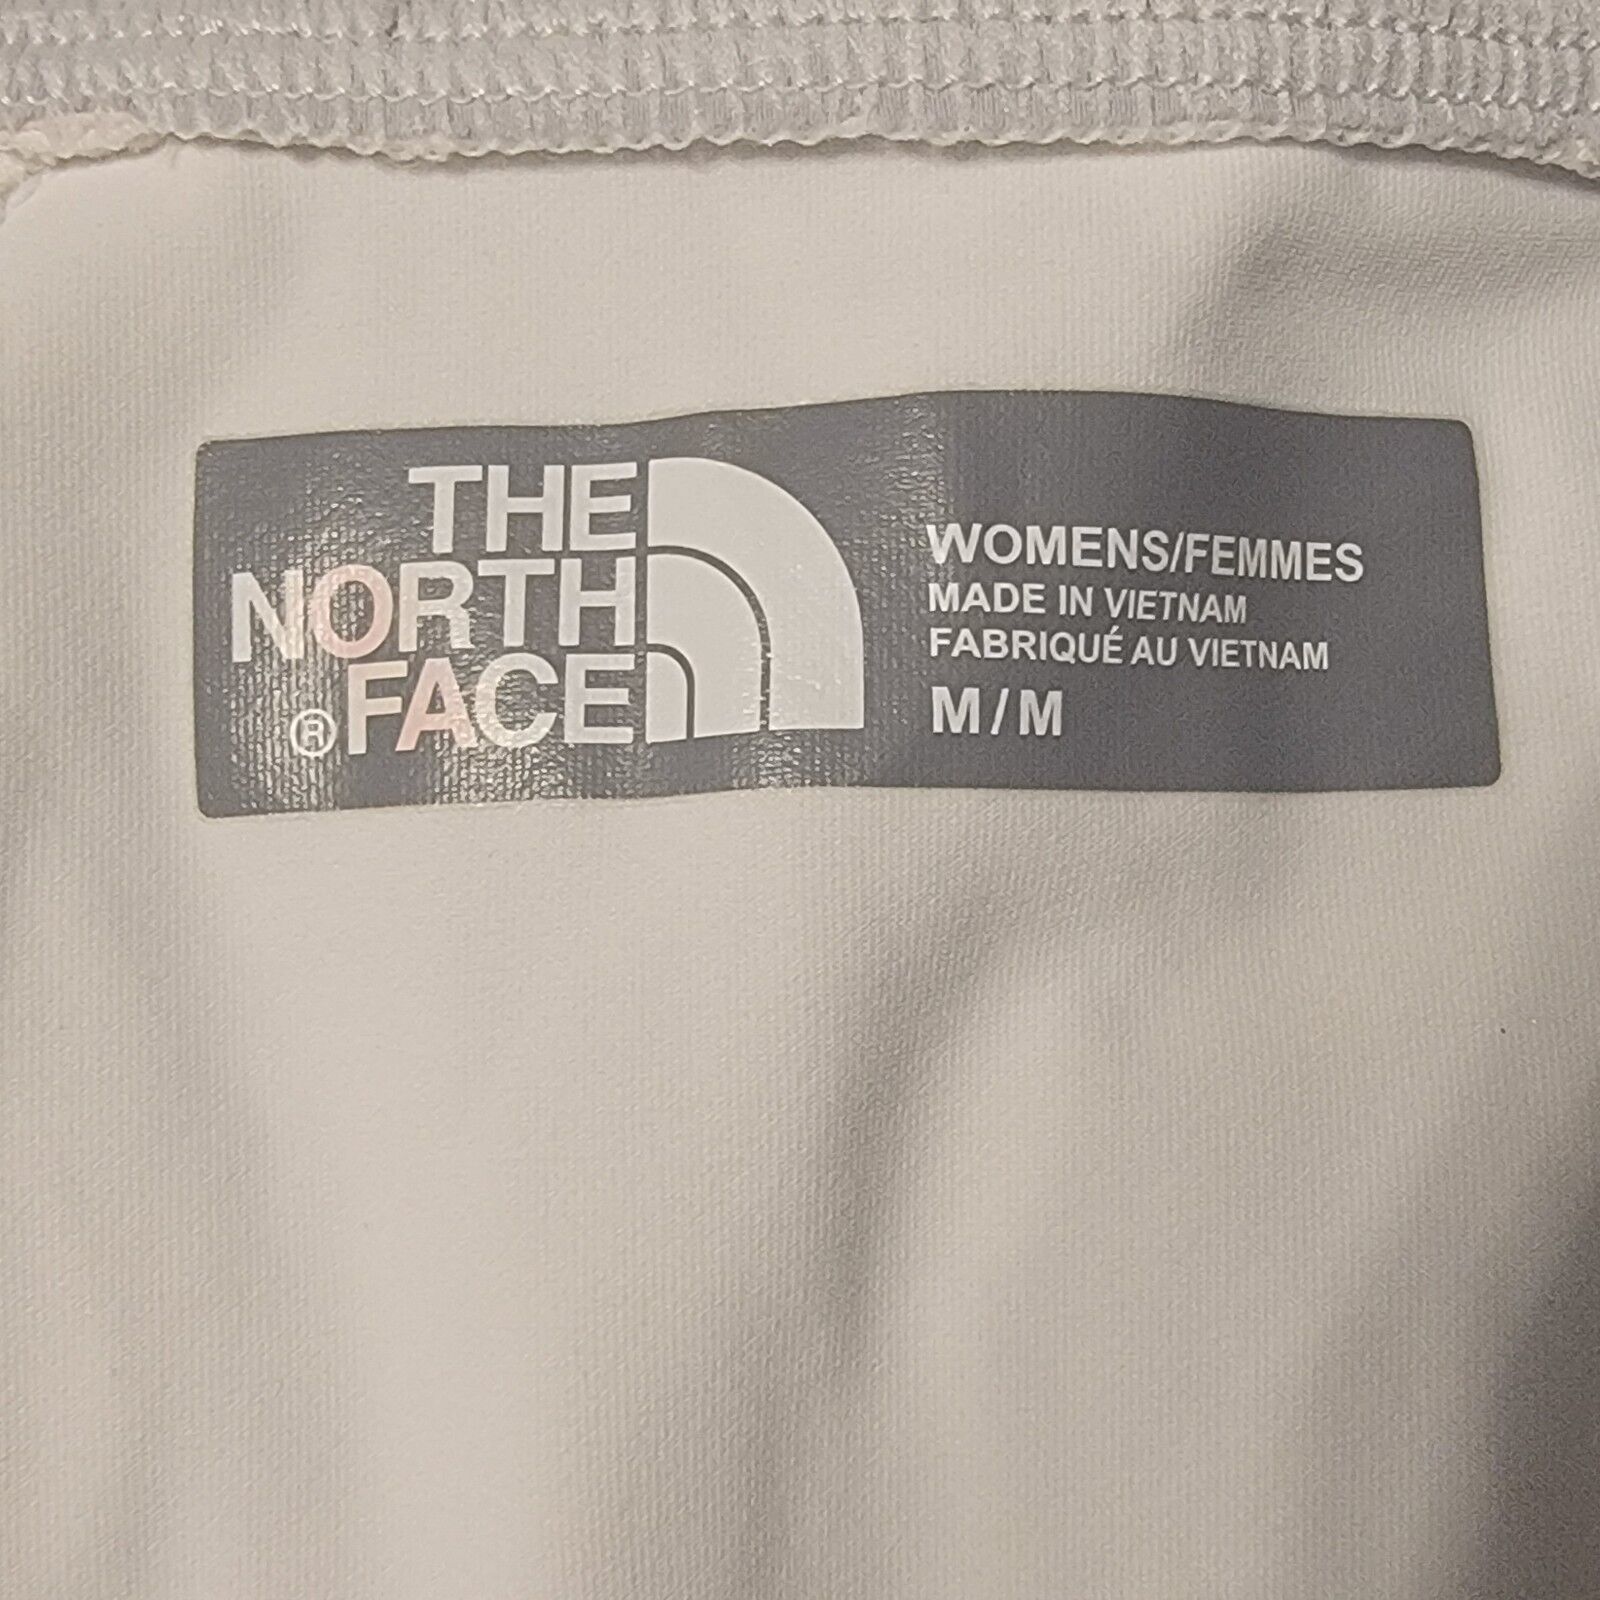 THE
NORTH
® FACE
WOMENS/FEMMES
MADE IN VIETNAM
FABRIQUÉ AU VIETNAM
M/M